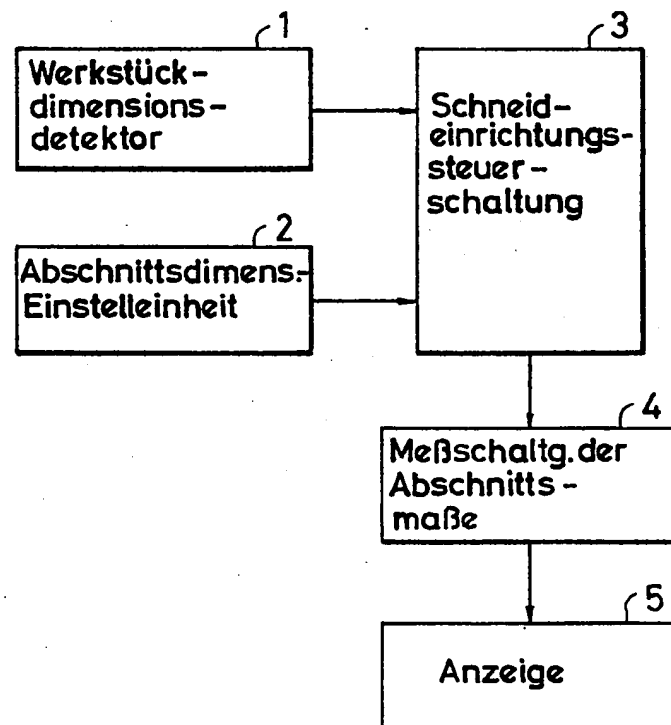 1
Werkstück-
dimensions-
detektor
2
Abschnittsdimens.-
Einstelleinheit
3
Schneid-
einrichtungs-
steuer-
schaltung
4
Meßschaltg.der
Abschnitts-
maße
5
Anzeige